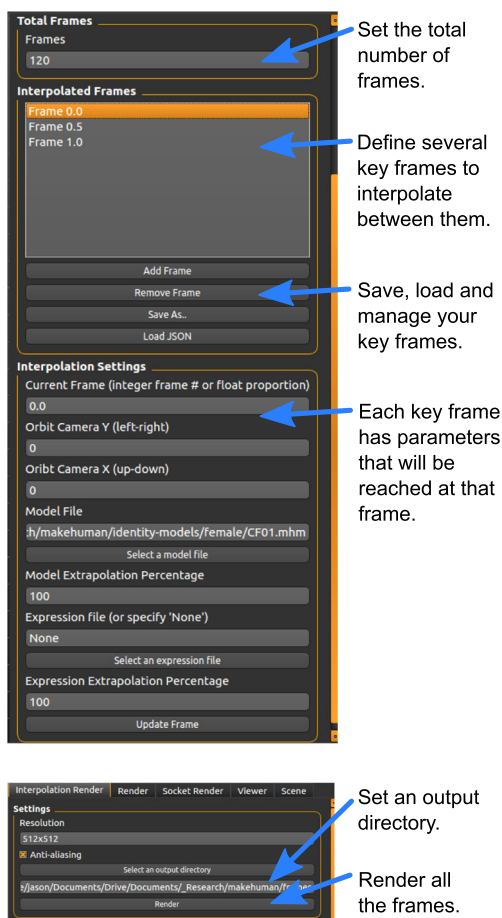 Total Frames
Frames
120
Set the total
number of
frames.
Interpolated Frames
Frame 0.0
Frame 0.5
Frame 1.0
Define several
key frames to
interpolate
between them.
Add Frame
Remove Frame
Save As..
Load JSON
Save, load and
manage your
key frames.
Interpolation Settings
Current Frame (integer frame # or float proportion)
0.0
Orbit Camera Y (left-right)
0
Oribt Camera X (up-down)
0
Model File
:h/makehuman/identity-models/female/CF01.mhm
Select a model file
Model Extrapolation Percentage
100
Expression file (or specify 'None')
None
Select an expression file
Expression Extrapolation Percentage
100
Update Frame
Each key frame
has parameters
that will be
reached at that
frame.
Interpolation Render Render Socket Render Viewer Scene
Settings
Resolution
512x512
Anti-aliasing
Select an output directory
e/jason/Documents/Drive/Documents/_Research/makehuman/frames
Render
Set an output
directory.
Render all
the frames.